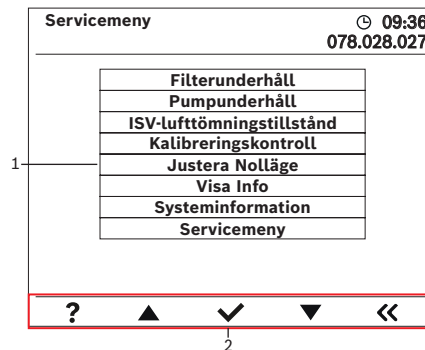 Servicemeny 09:36
078.028.027
Filterunderhåll
Pumpunderhåll
ISV-lufttömningstillstånd
Kalibreringskontroll
1
Justera Nolläge
Visa Info
Systeminformation
Servicemeny
?
2